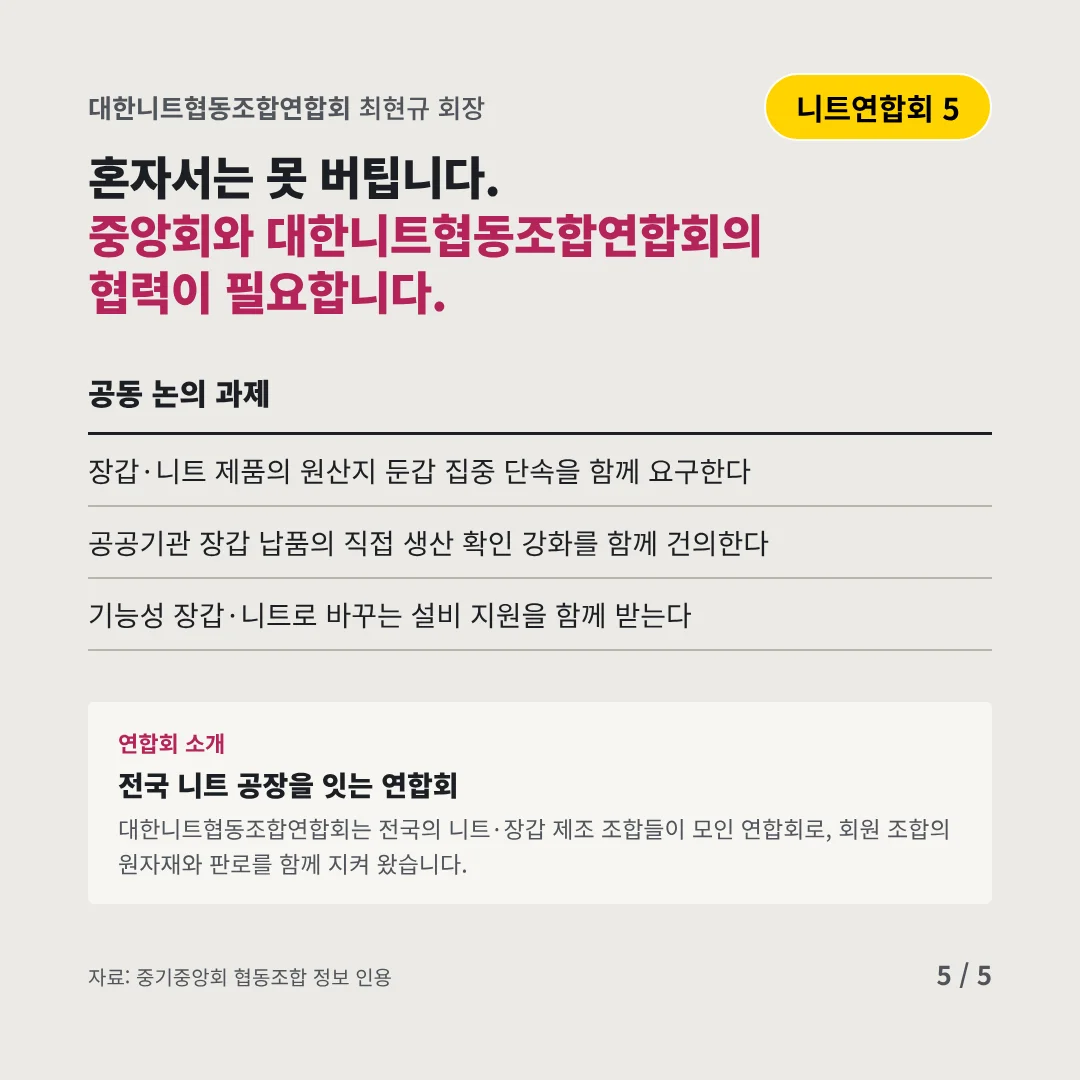 대한니트협동조합연합회 최현규 회장
니트연합회 5
혼자서는 못 버팁니다.
중앙회와 대한니트협동조합연합회의
협력이 필요합니다.
공동 논의 과제
장갑·니트 제품의 원산지 둔갑 집중 단속을 함께 요구한다
공공기관 장갑 납품의 직접 생산 확인 강화를 함께 건의한다
기능성 장갑·니트로 바꾸는 설비 지원을 함께 받는다
연합회 소개
전국 니트 공장을 잇는 연합회
대한니트협동조합연합회는 전국의 니트·장갑 제조 조합들이 모인 연합회로, 회원 조합의
원자재와 판로를 함께 지켜 왔습니다.
자료: 중기중앙회 협동조합 정보 인용
5 / 5